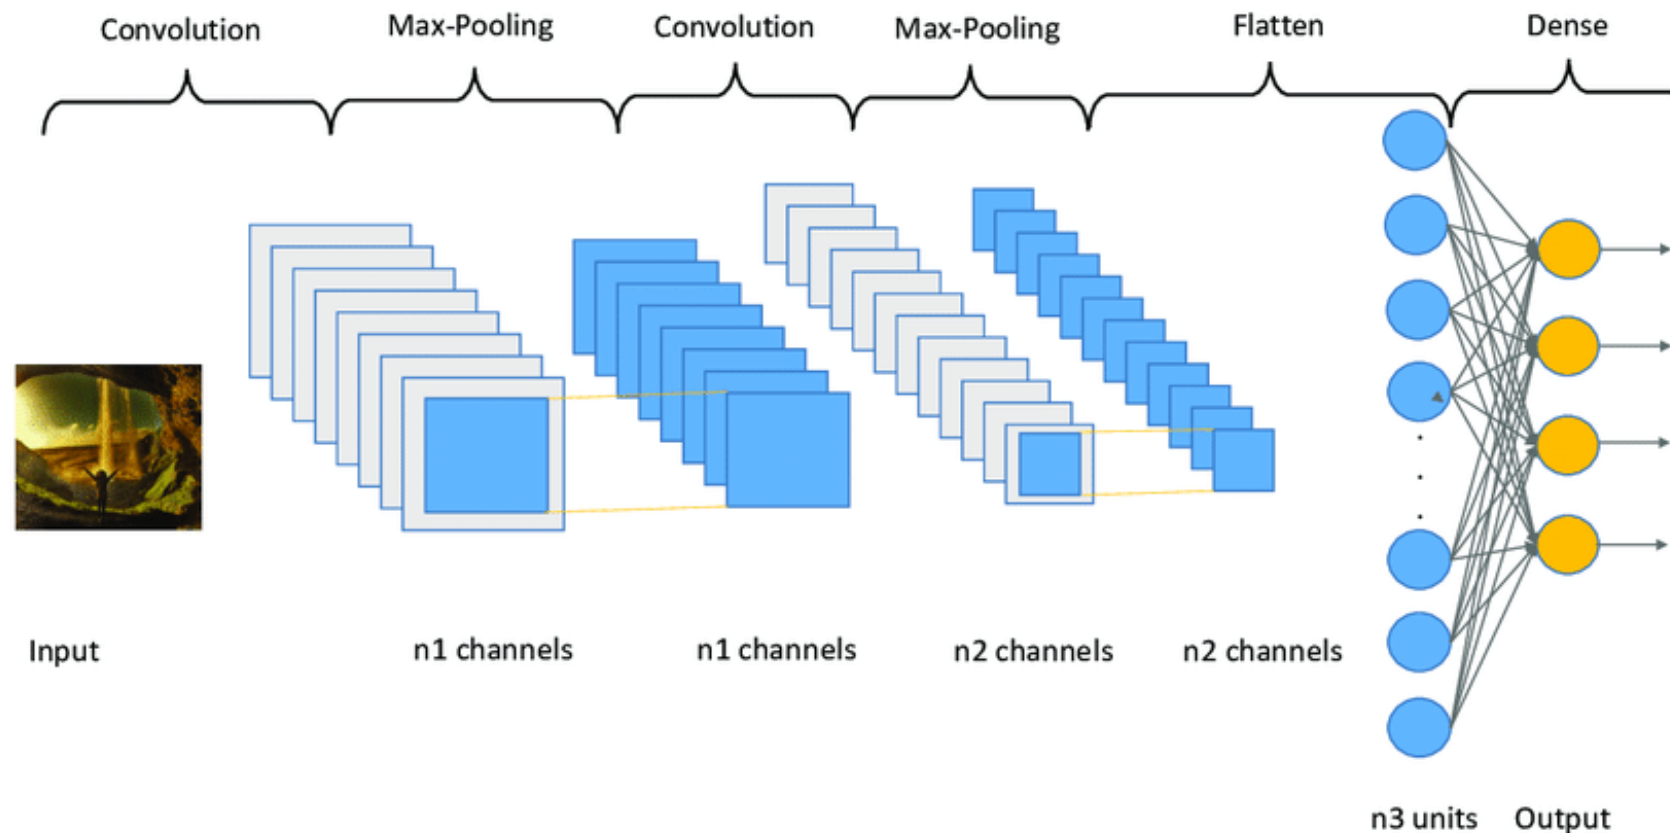 Convolution
Max-Pooling
Convolution
Max-Pooling
Flatten
Dense
Input
n1 channels
n1 channels
n2 channels
n2 channels
n3 units
Output